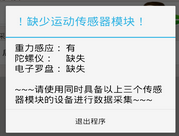 ！缺少运动传感器模块！
重力感应：有
陀螺仪： 缺失
电子罗盘：缺失
~~~请使用同时具备以上三个传
感器模块的设备进行数据采集~~~
退出程序